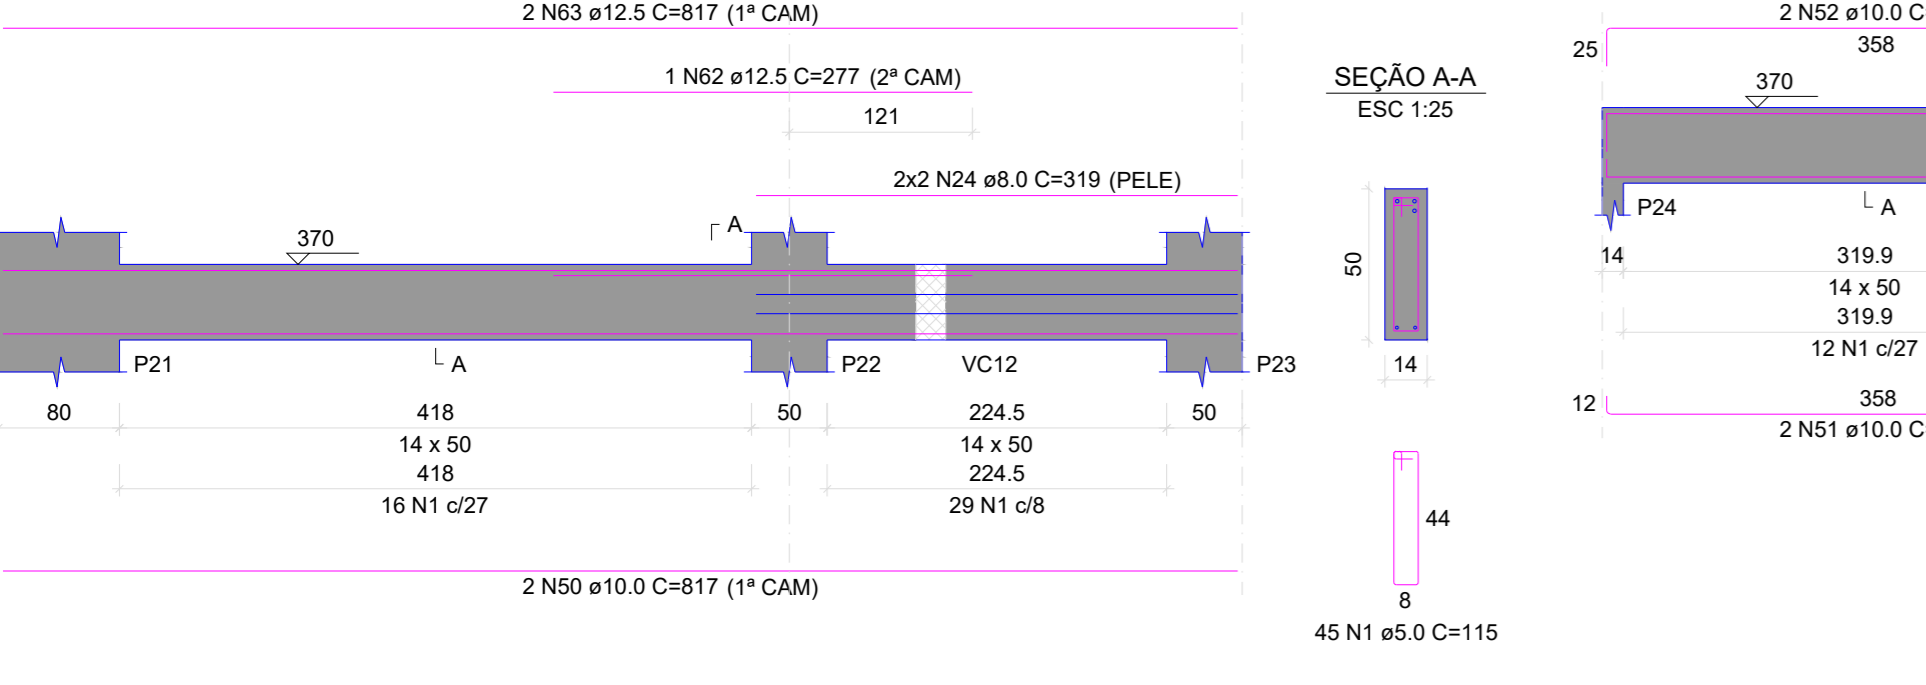 2 N63 ø12.5 C=817 (1ª CAM)
1 N62 ø12.5 C=277 (2ª CAM)
121
2x2 N24 ø8.0 C=319 (PELE)
A
370
P21
A
P22
VC12
P23
80
418
50
224.5
50
14 x 50
14 x 50
418
224.5
16 N1 c/27
29 N1 c/8
2 N50 ø10.0 C=817 (1ª CAM)
SEÇÃO A-A
ESC 1:25
50
14
44
8
45 N1 ø5.0 C=115
2 N52 ø10.0 C=
25
358
370
P24
A
14
319.9
14 x 50
319.9
12 N1 c/27
12
358
2 N51 ø10.0 C=